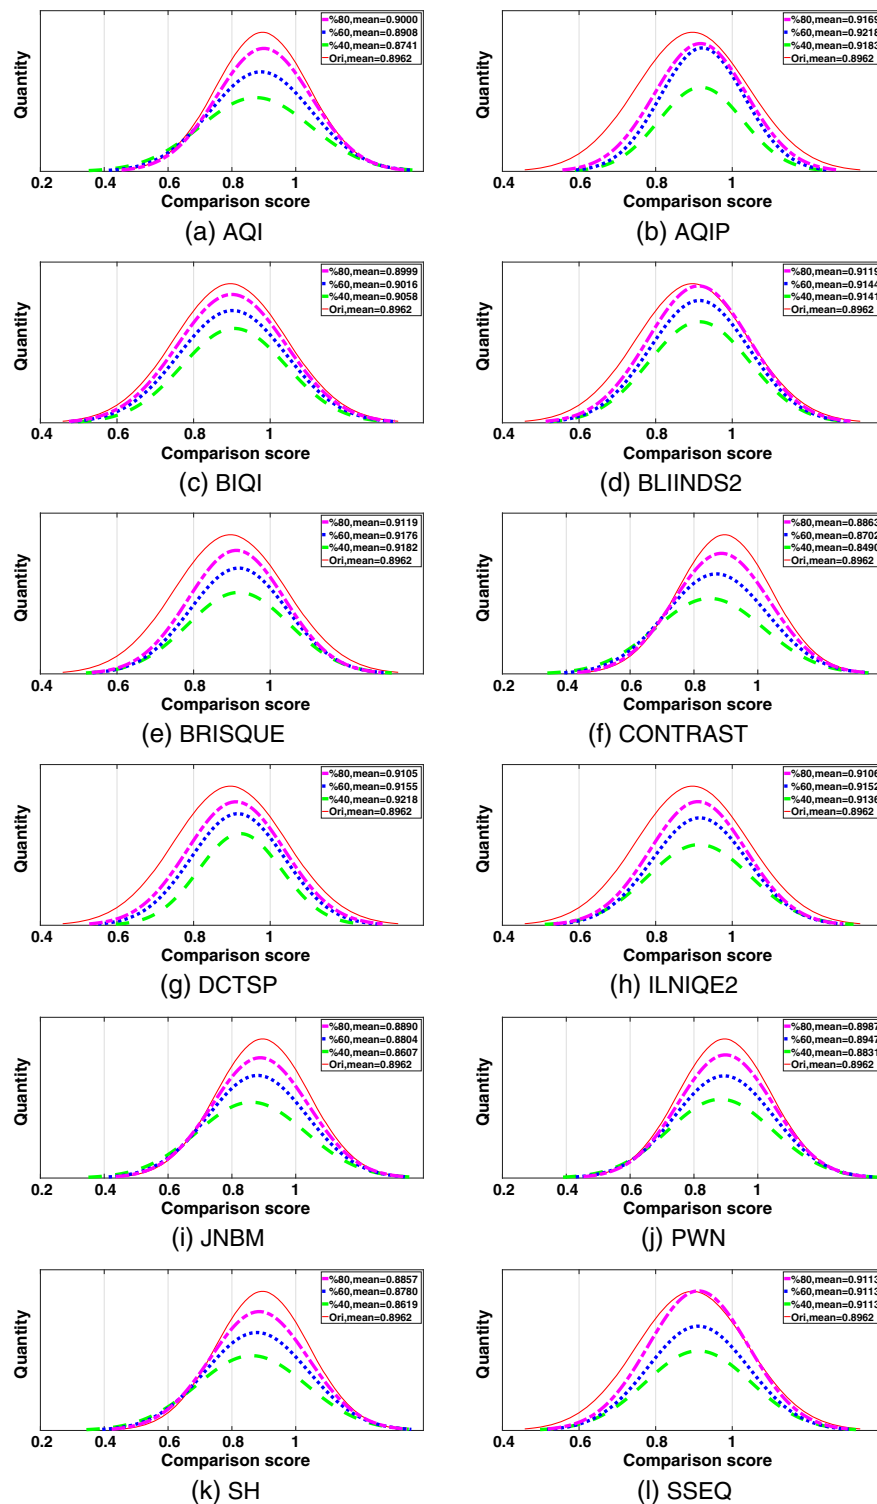 Quantity
%80,mean=0.9000
%60,mean=0.8908
%40,mean=0.8741
Ori,mean=0.8962
0.2 0.4 0.6 0.8 1
Comparison score
(a) AQI
Quantity
%80,mean=0.9169
%60,mean=0.9218
%40,mean=0.9183
Ori,mean=0.8962
0.4 0.6 0.8 1
Comparison score
(b) AQIP
Quantity
%80,mean=0.8999
%60,mean=0.9016
%40,mean=0.9058
Ori,mean=0.8962
0.4 0.6 0.8 1
Comparison score
(c) BIQI
Quantity
%80,mean=0.9119
%60,mean=0.9144
%40,mean=0.9141
Ori,mean=0.8962
0.4 0.6 0.8 1
Comparison score
(d) BLIINDS2
Quantity
%80,mean=0.9119
%60,mean=0.9176
%40,mean=0.9182
Ori,mean=0.8962
0.4 0.6 0.8 1
Comparison score
(e) BRISQUE
Quantity
%80,mean=0.8863
%60,mean=0.8702
%40,mean=0.8490
Ori,mean=0.8962
0.2 0.4 0.6 0.8 1
Comparison score
(f) CONTRAST
Quantity
%80,mean=0.9105
%60,mean=0.9155
%40,mean=0.9218
Ori,mean=0.8962
0.4 0.6 0.8 1
Comparison score
(g) DCTSP
Quantity
%80,mean=0.9106
%60,mean=0.9152
%40,mean=0.9136
Ori,mean=0.8962
0.4 0.6 0.8 1
Comparison score
(h) ILNIQE2
Quantity
%80,mean=0.8890
%60,mean=0.8804
%40,mean=0.8607
Ori,mean=0.8962
0.2 0.4 0.6 0.8 1
Comparison score
(i) JNBM
Quantity
%80,mean=0.8987
%60,mean=0.8947
%40,mean=0.8831
Ori,mean=0.8962
0.2 0.4 0.6 0.8 1
Comparison score
(j) PWN
Quantity
%80,mean=0.8857
%60,mean=0.8780
%40,mean=0.8619
Ori,mean=0.8962
0.2 0.4 0.6 0.8 1
Comparison score
(k) SH
Quantity
%80,mean=0.9113
%60,mean=0.9113
%40,mean=0.9113
Ori,mean=0.8962
0.4 0.6 0.8 1
Comparison score
(l) SSEQ